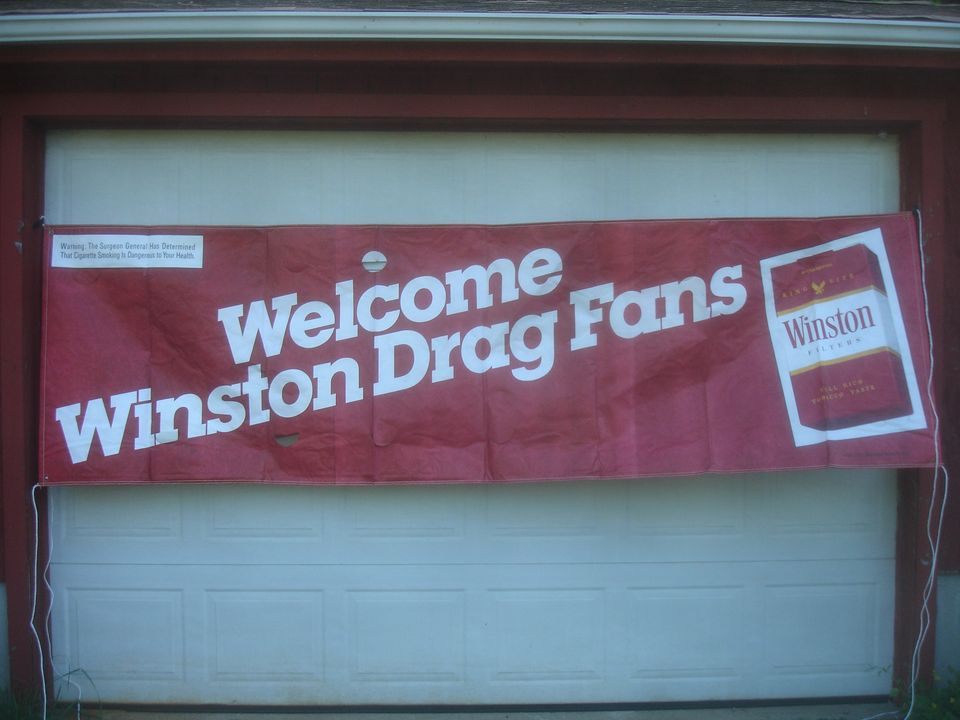 Warning: The Surgeon General Has Determined
That Cigarette Smoking Is Dangerous to Your Health.
Welcome
Winston Drag Fans
KING SIZE
Winston
FILTERS
FULL RICH
TOBACCO TASTE